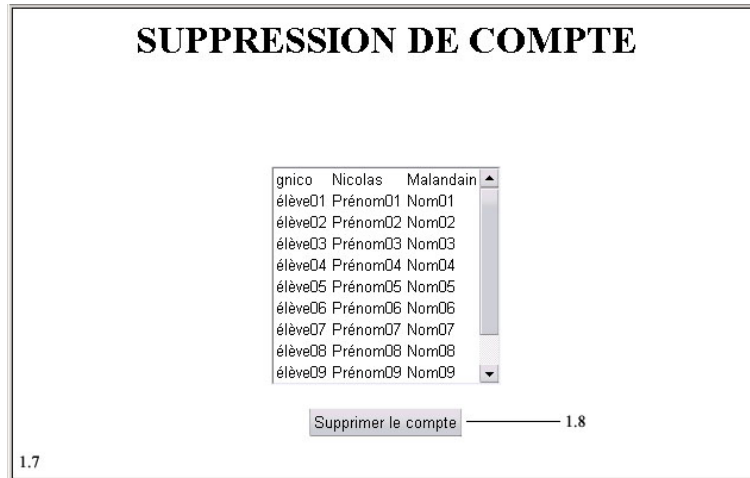 SUPPRESSION DE COMPTE
gnico Nicolas Malandain
élève01 Prénom01 Nom01
élève02 Prénom02 Nom02
élève03 Prénom03 Nom03
élève04 Prénom04 Nom04
élève05 Prénom05 Nom05
élève06 Prénom06 Nom06
élève07 Prénom07 Nom07
élève08 Prénom08 Nom08
élève09 Prénom09 Nom09
Supprimer le compte 1.8
1.7